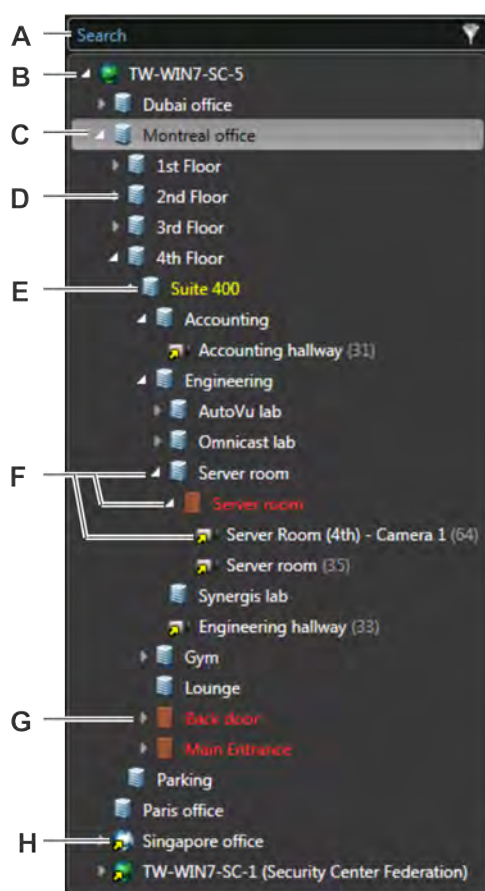 A Search
B TW-WIN7-SC-5
Dubai office
C Montreal office
1st Floor
D 2nd Floor
3rd Floor
4th Floor
E Suite 400
Accounting
Accounting hallway (31)
Engineering
AutoVu lab
Omnicast lab
F Server room
Server room
Server Room (4th) - Camera 1 (64)
Server room (35)
Synergis lab
Engineering hallway (33)
Gym
Lounge
G Back door
Main Entrance
Parking
Paris office
H Singapore office
TW-WIN7-SC-1 (Security Center Federation)